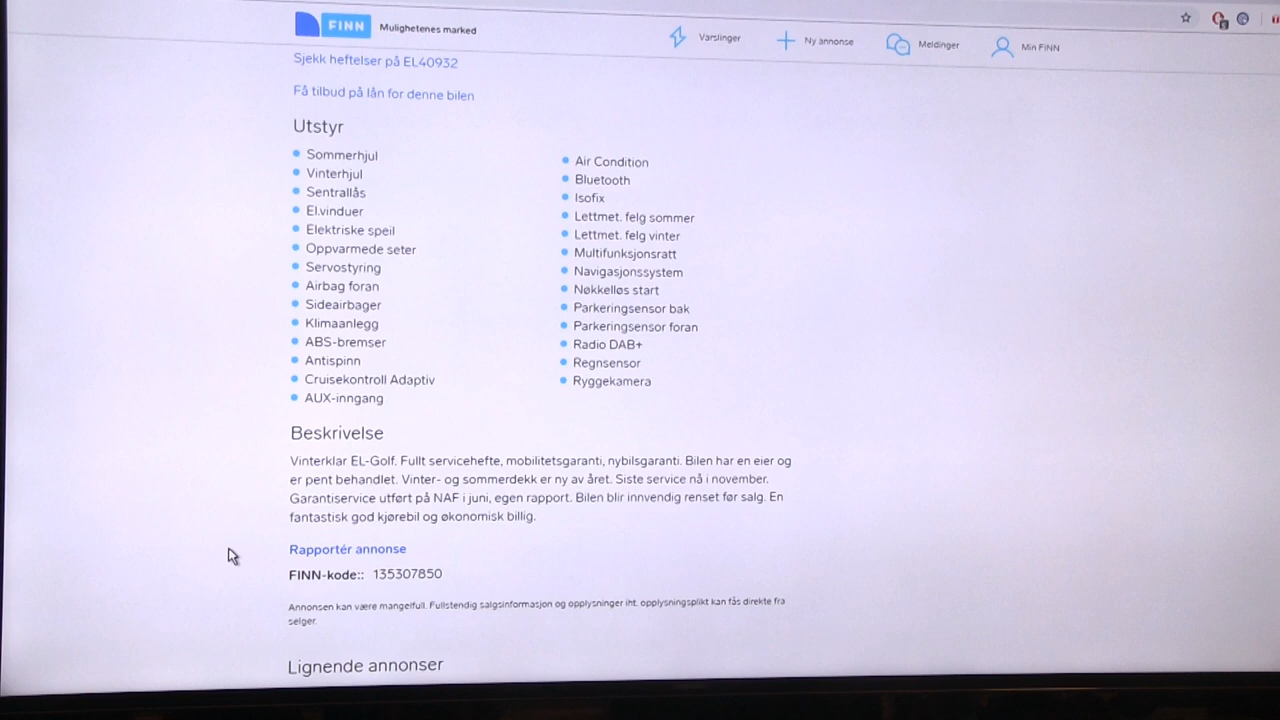 FINN Mulighetenes marked Varslinger Ny annonse Meldinger Min FINN
Sjekk heftelser på EL40932
Få tilbud på lån for denne bilen
Utstyr
Sommerhjul
Vinterhjul
Sentrallås
El.vinduer
Elektriske speil
Oppvarmede seter
Servostyring
Airbag foran
Sideairbager
Klimaanlegg
ABS-bremser
Antispinn
Cruisekontroll Adaptiv
AUX-inngang
Air Condition
Bluetooth
Isofix
Lettmet. felg sommer
Lettmet. felg vinter
Multifunksjonsratt
Navigasjonssystem
Nøkkelløs start
Parkeringsensor bak
Parkeringsensor foran
Radio DAB+
Regnsensor
Ryggekamera
Beskrivelse
Vinterklar EL-Golf. Fullt servicehefte, mobilitetsgaranti, nybilsgaranti. Bilen har en eier og
er pent behandlet. Vinter- og sommerdekk er ny av året. Siste service nå i november.
Garantiservice utført på NAF i juni, egen rapport. Bilen blir innvendig renset før salg. En
fantastisk god kjørebil og økonomisk billig.
Rapportér annonse
FINN-kode:: 135307850
Annonsen kan være mangelfull. Fullstendig salgsinformasjon og opplysninger iht. opplysningsplikt kan fås direkte fra
selger.
Lignende annonser